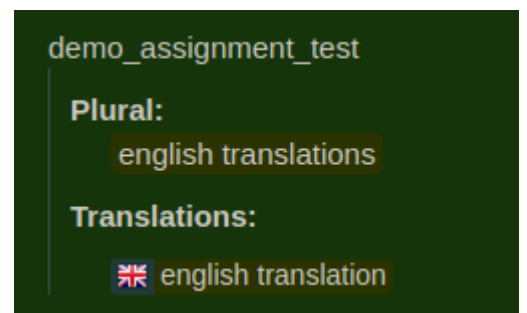 demo_assignment_test
Plural:
english translations
Translations:
english translation